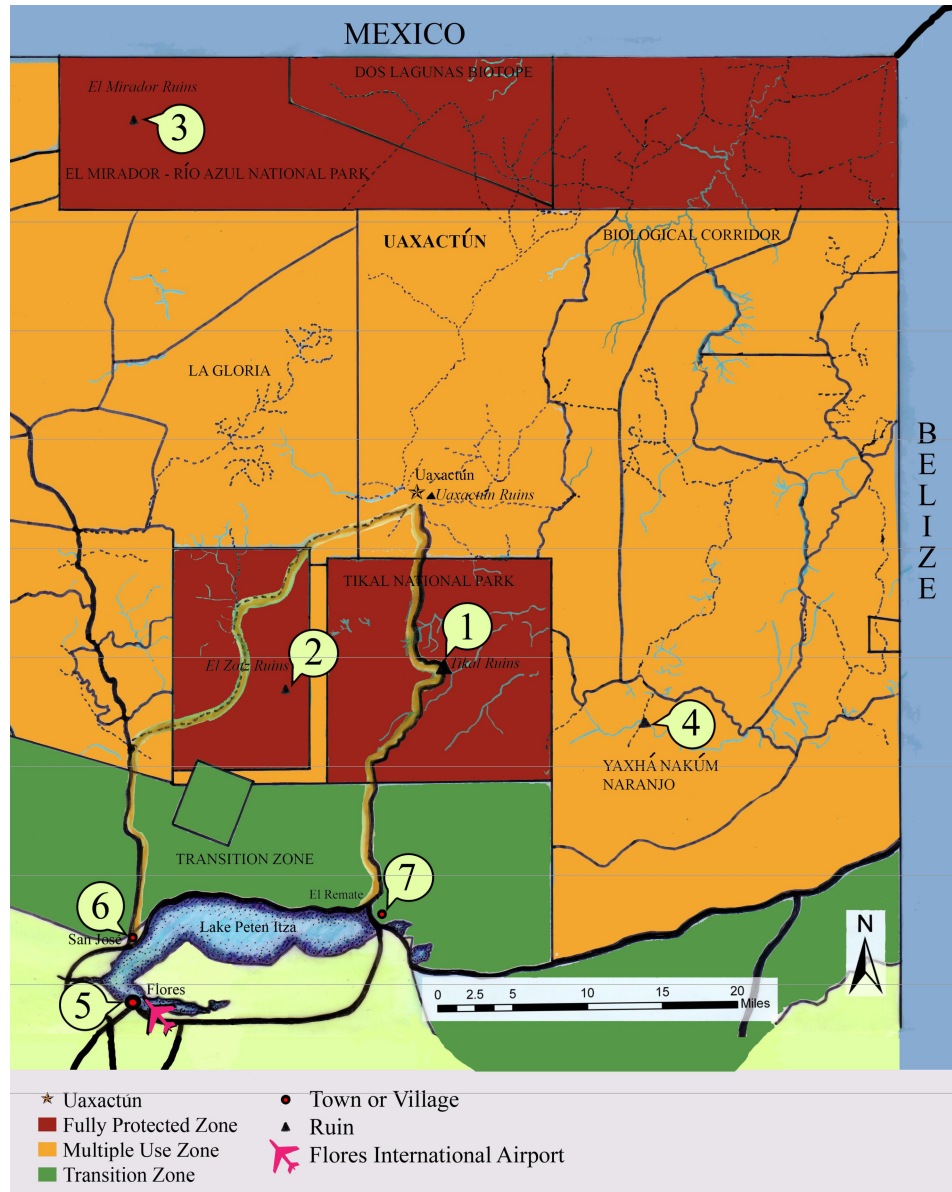 MEXICO
DOS LAGUNAS BIOTOPE
El Mirador Ruins
3
EL MIRADOR - RÍO AZUL NATIONAL PARK
UAXACTÚN
BIOLOGICAL CORRIDOR
LA GLORIA
BELIZE
Uaxactún
Uaxactún Ruins
TIKAL NATIONAL PARK
1
2
El Zotz Ruins
Tikal Ruins
4
YAXHÁ NAKÚM
NARANJO
TRANSITION ZONE
El Remate
7
6
San José
Lake Peten Itza
N
5
Flores
0 2.5 5 10 15 20
Miles
Uaxactún
Fully Protected Zone
Multiple Use Zone
Transition Zone
Town or Village
Ruin
Flores International Airport